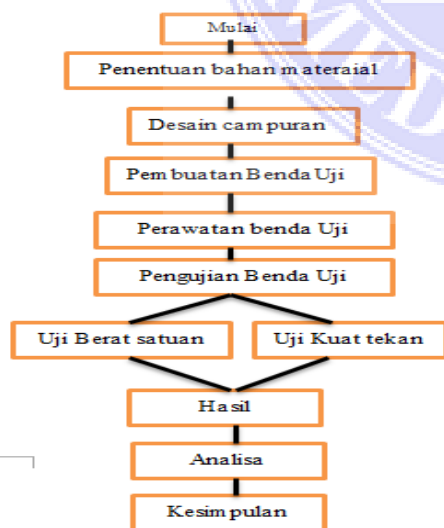 Mulai
Penentuan bahan materaial
Desain campuran
Pembuatan Benda Uji
Perawatan benda Uji
Pengujian Benda Uji
Uji Berat satuan
Uji Kuat tekan
Hasil
Analisa
Kesimpulan
MED